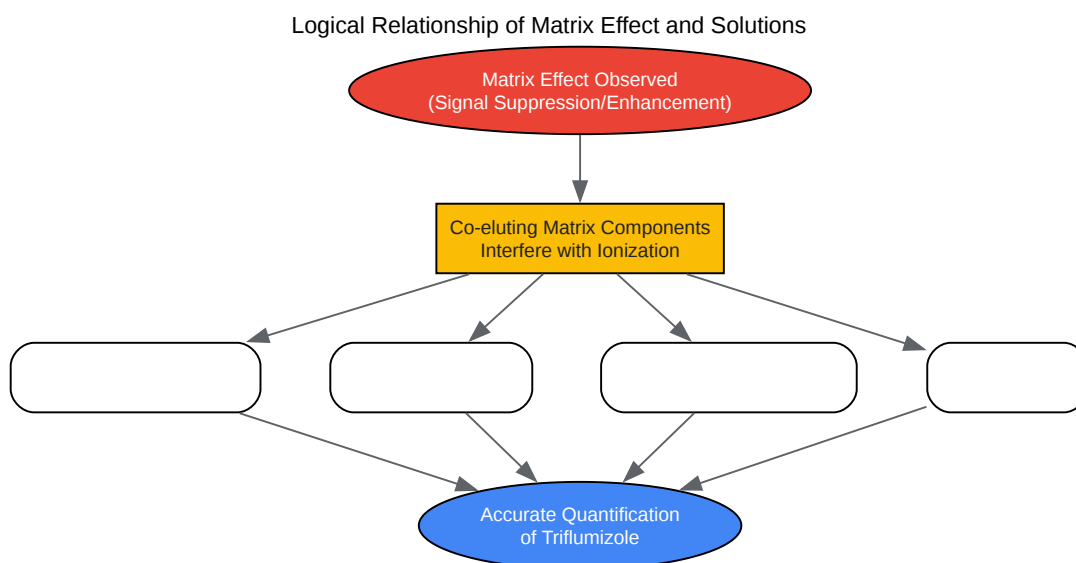 Logical Relationship of Matrix Effect and Solutions
Matrix Effect Observed
(Signal Suppression/Enhancement)
Co-eluting Matrix Components
Interfere with Ionization
Accurate Quantification
of Triflumizole